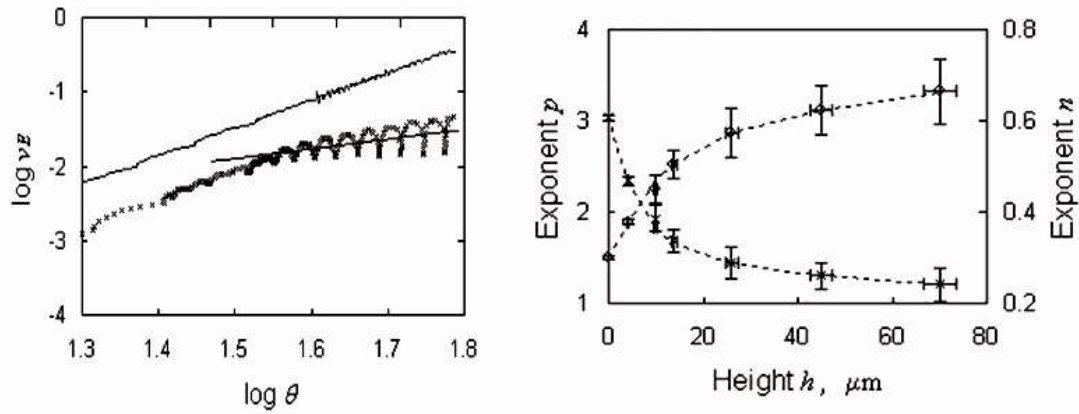 0
-1
-2
-3
-4
log vE
1.3 1.4 1.5 1.6 1.7 1.8
log θ
4
3
2
1
Exponent p
0.8
0.6
0.4
0.2
Exponent n
0 20 40 60 80
Height h, μm